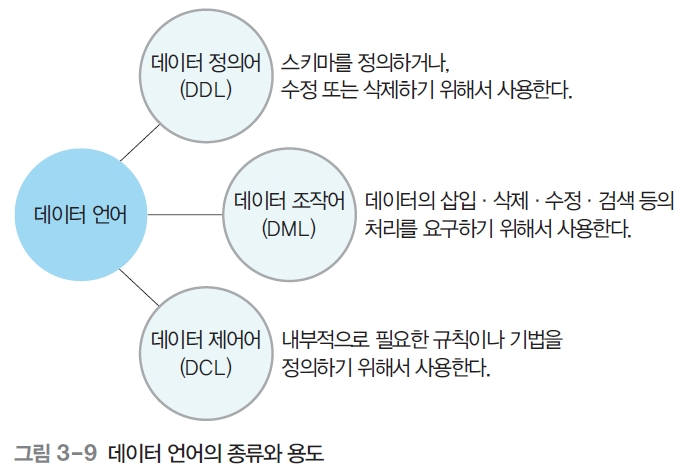 데이터 언어
데이터 정의어
(DDL)
스키마를 정의하거나,
수정 또는 삭제하기 위해서 사용한다.
데이터 조작어
(DML)
데이터의 삽입 · 삭제 · 수정 · 검색 등의
처리를 요구하기 위해서 사용한다.
데이터 제어어
(DCL)
내부적으로 필요한 규칙이나 기법을
정의하기 위해서 사용한다.
그림 3-9 데이터 언어의 종류와 용도